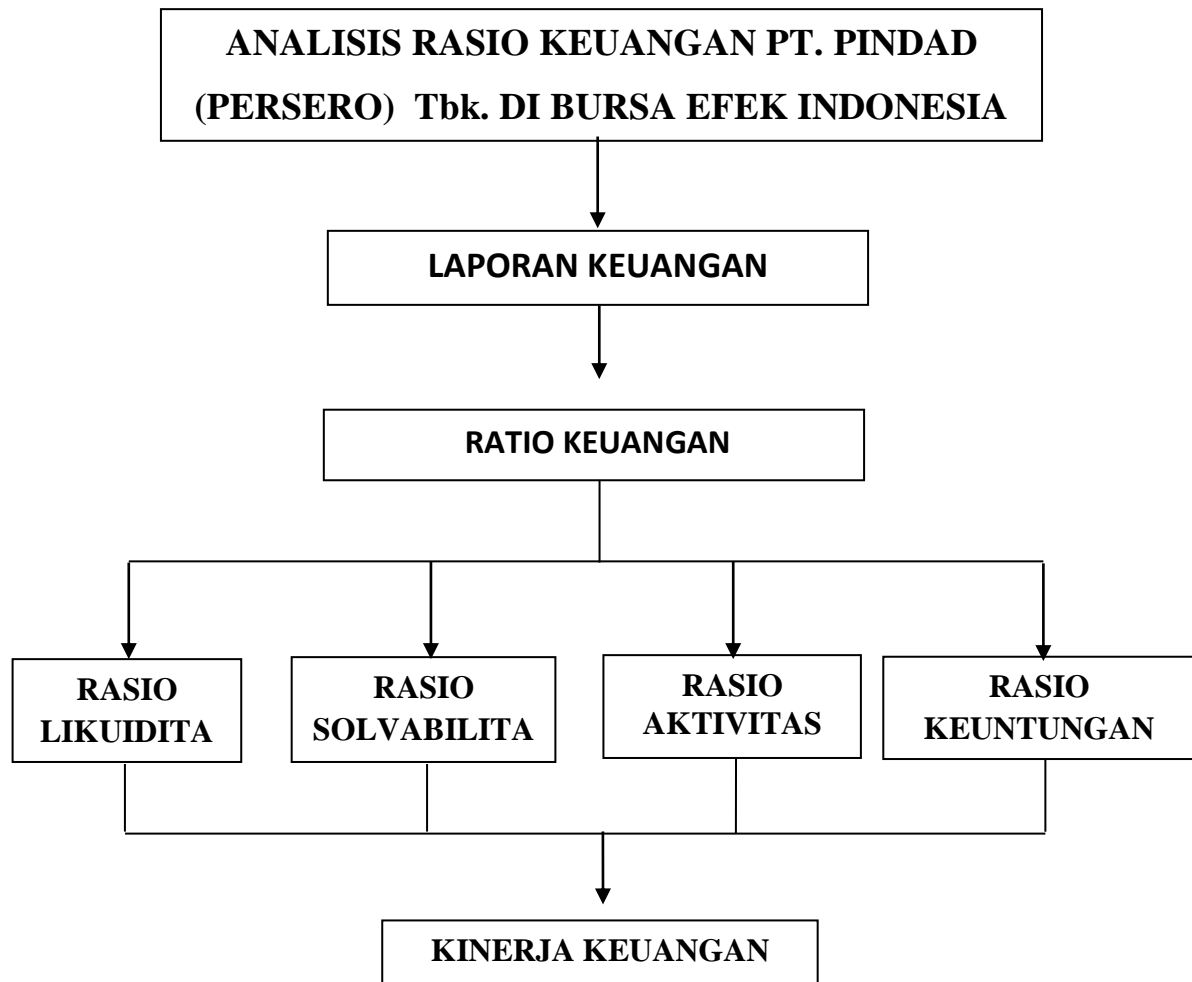 ANALISIS RASIO KEUANGAN PT. PINDAD
(PERSERO) Tbk. DI BURSA EFEK INDONESIA
LAPORAN KEUANGAN
RATIO KEUANGAN
RASIO
LIKUIDITA
RASIO
SOLVABILITA
RASIO
AKTIVITAS
RASIO
KEUNTUNGAN
KINERJA KEUANGAN